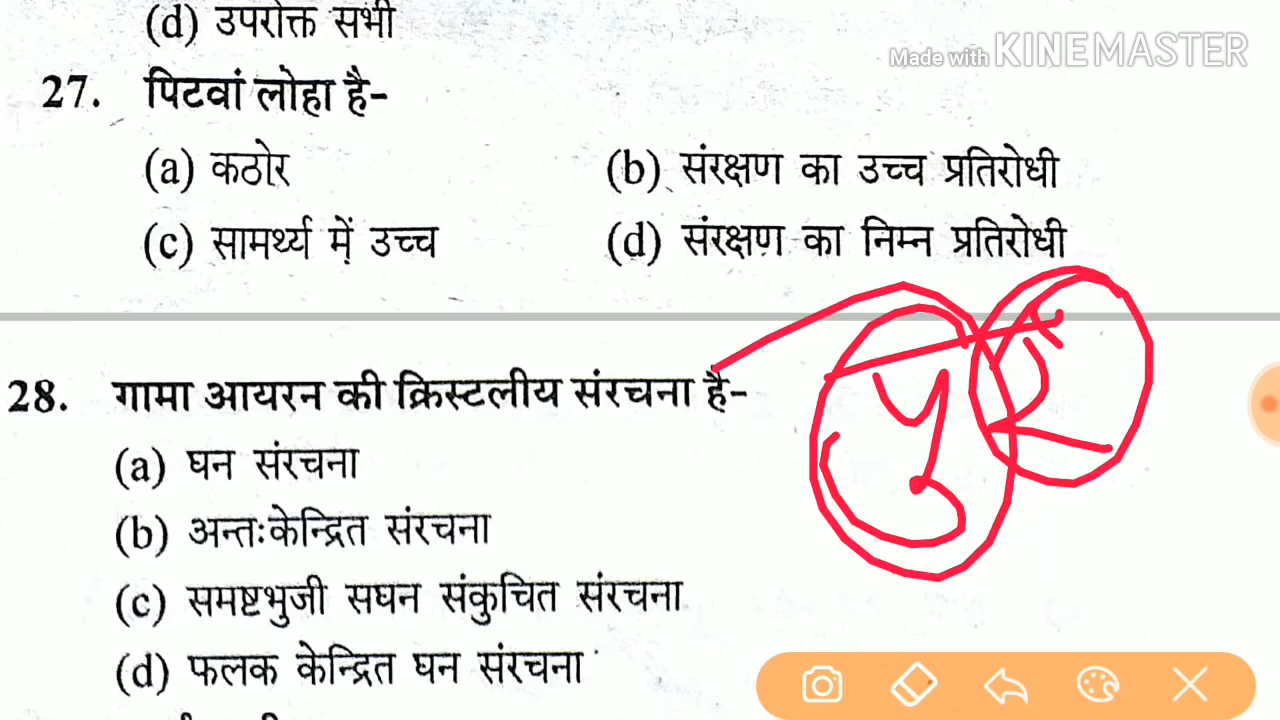 (d) उपरोक्त सभी
Made with KINEMASTER
27. पिटवां लोहा है-
(a) कठोर (b) संरक्षण का उच्च प्रतिरोधी
(c) सामर्थ्य में उच्च (d) संरक्षण का निम्न प्रतिरोधी
28. गामा आयरन की क्रिस्टलीय संरचना है-
(a) घन संरचना
(b) अन्तःकेन्द्रित संरचना
(c) समष्टभुजी सघन संकुचित संरचना
(d) फलक केन्द्रित घन संरचना